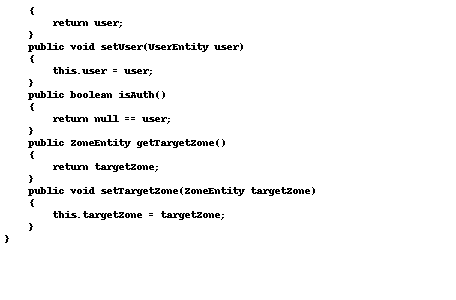 {
return user;
}
public void setUser(UserEntity user)
{
this.user = user;
}
public boolean isAuth()
{
return null == user;
}
public ZoneEntity getTargetZone()
{
return targetZone;
}
public void setTargetZone(ZoneEntity targetZone)
{
this.targetZone = targetZone;
}
}